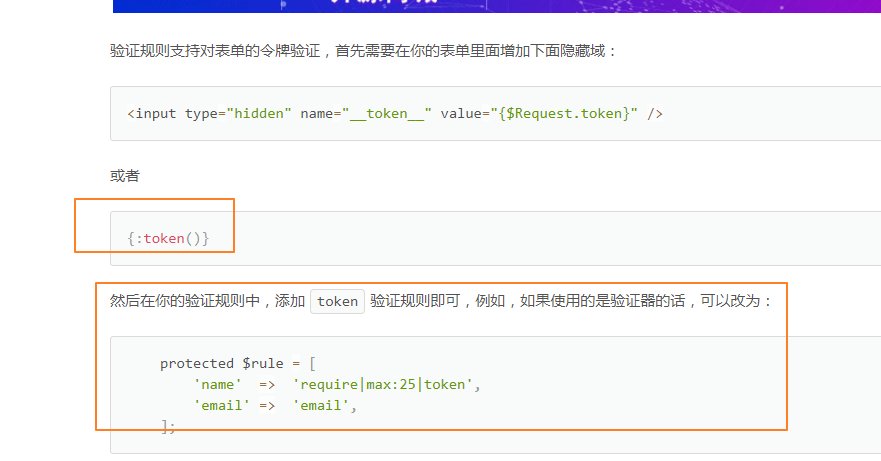 验证规则支持对表单的令牌验证，首先需要在你的表单里面增加下面隐藏域：
<input type="hidden" name="__token__" value="{$Request.token}" />
或者
{:token()}
然后在你的验证规则中，添加 token 验证规则即可，例如，如果使用的是验证器的话，可以改为：
protected $rule = [
'name' => 'require|max:25|token',
'email' => 'email',
];